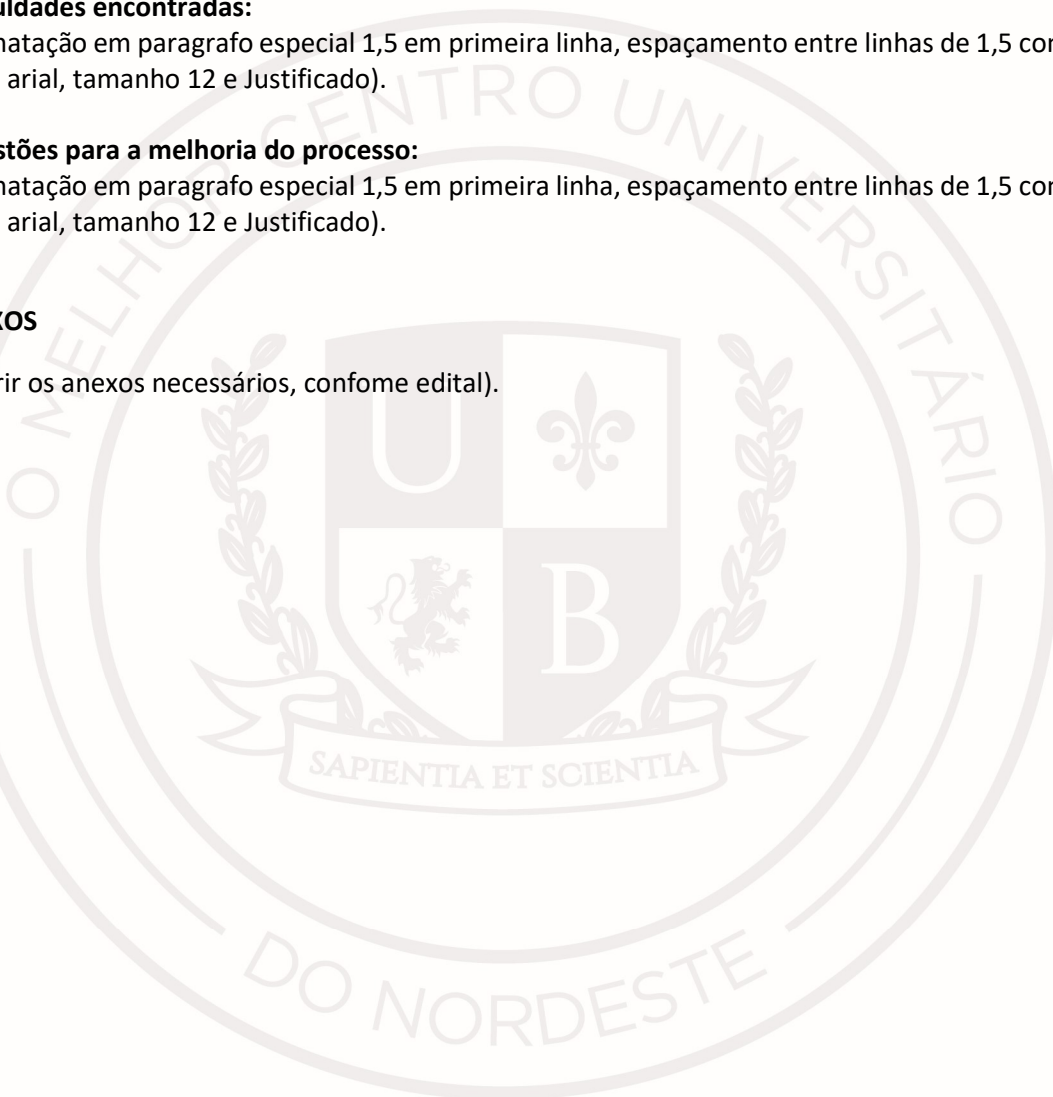 uldades encontradas:
natação em paragrafo especial 1,5 em primeira linha, espaçamento entre linhas de 1,5 con
arial, tamanho 12 e Justificado).
stões para a melhoria do processo:
natação em paragrafo especial 1,5 em primeira linha, espaçamento entre linhas de 1,5 con
arial, tamanho 12 e Justificado).
XOS
rir os anexos necessários, confome edital).
O MELHOR CENTRO UNIVERSITÁRIO
U
B
SAPIENTIA ET SCIENTIA
DO NORDESTE